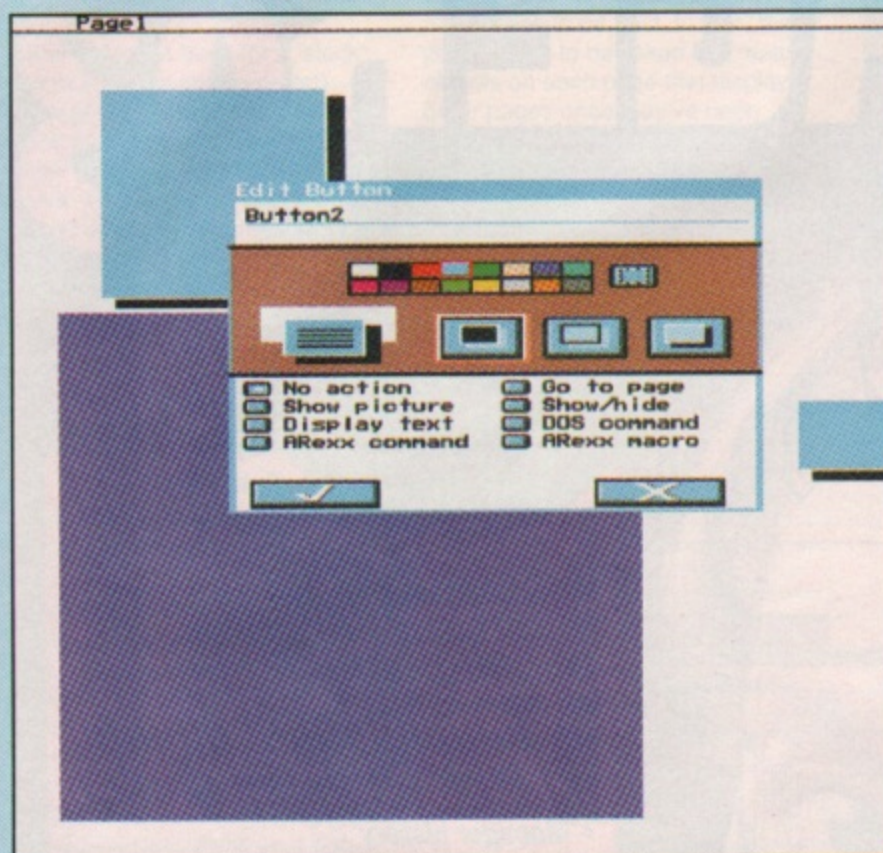 Page1
Edit Button
Button2
No action
Go to page
Show picture
Show/hide
Display text
DOS command
ARexx command
ARexx macro